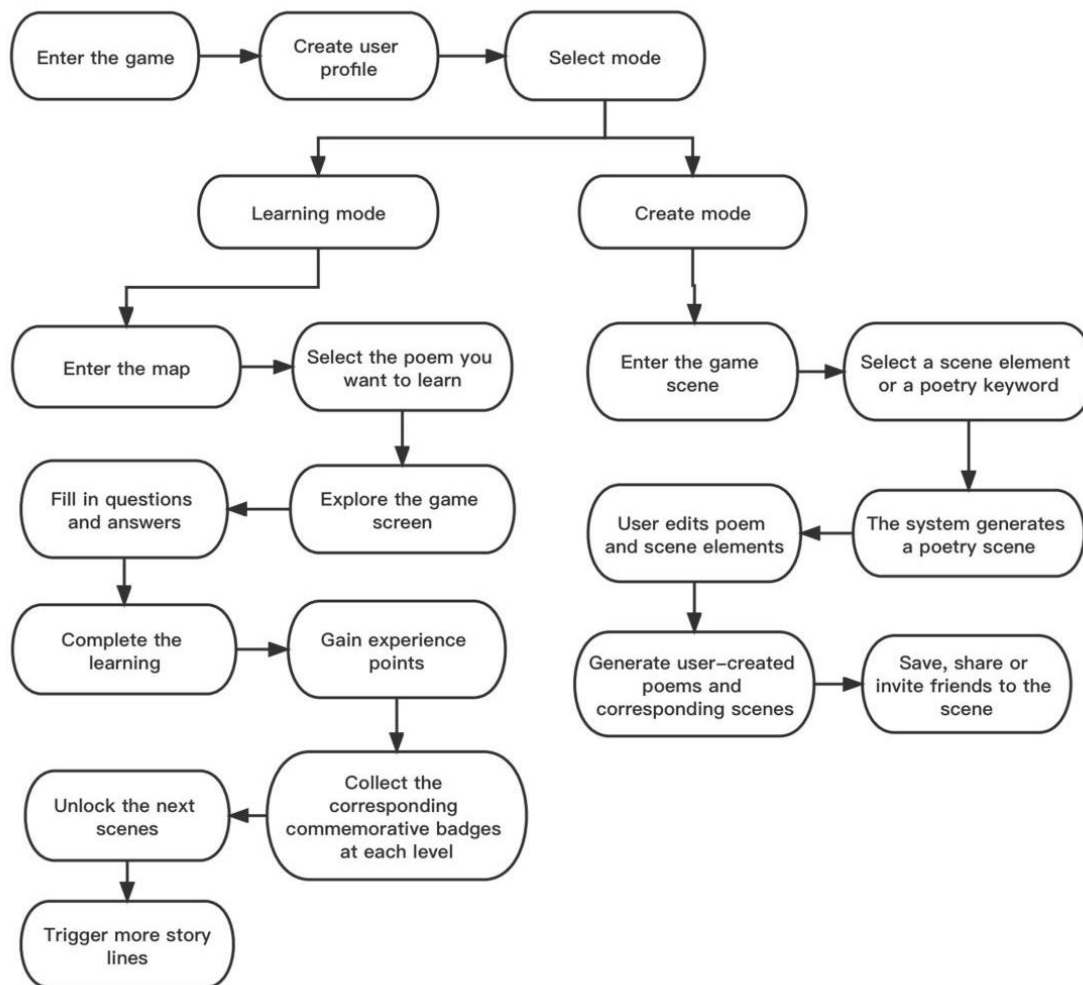 Enter the game
Create user
profile
Select mode
Learning mode
Create mode
Enter the map
Select the poem you
want to learn
Explore the game
screen
Fill in questions
and answers
Complete the
learning
Gain experience
points
Collect the
corresponding
commemorative badges
at each level
Unlock the next
scenes
Trigger more story
lines
Enter the game
scene
Select a scene element
or a poetry keyword
The system generates
a poetry scene
User edits poem
and scene elements
Generate user-created
poems and
corresponding scenes
Save, share or
invite friends to the
scene